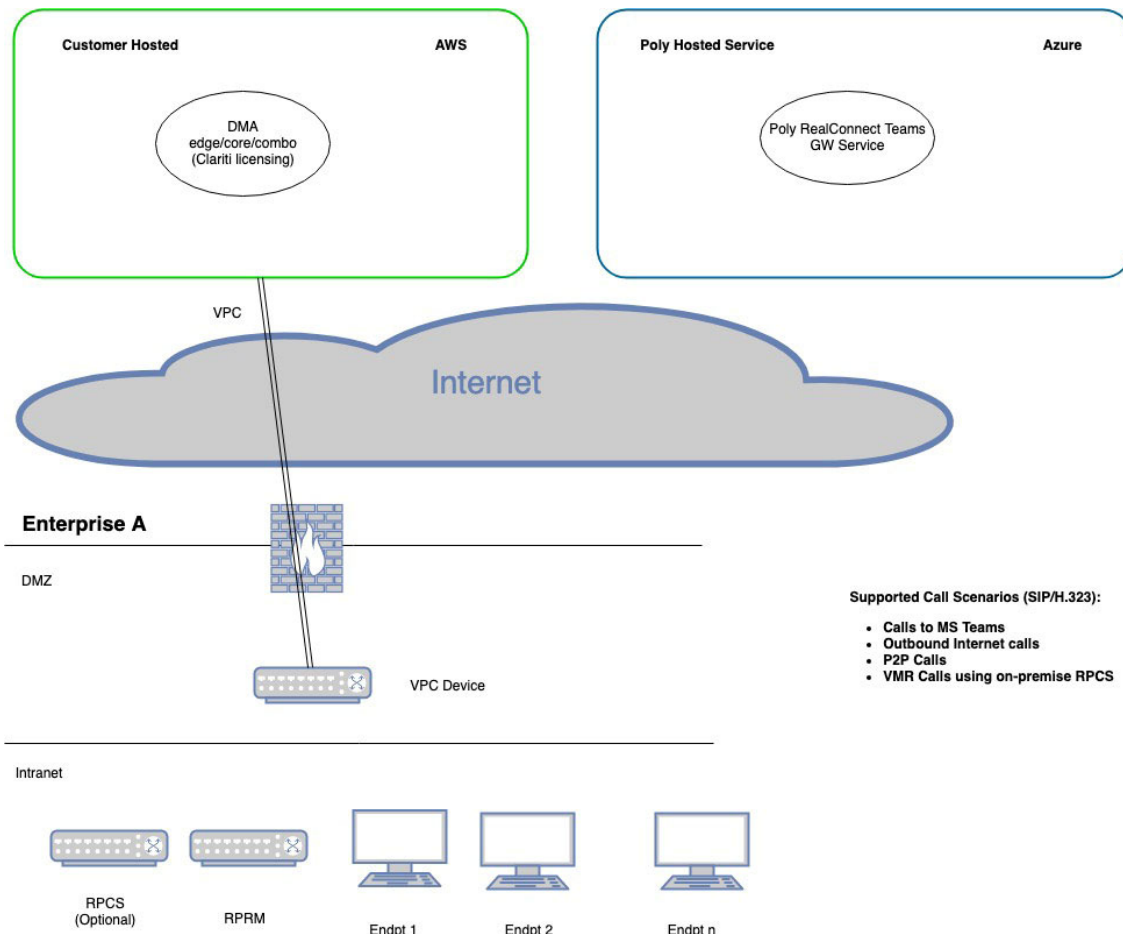 Customer Hosted
AWS
Poly Hosted Service
Azure
DMA
edge/core/combo
(Clariti licensing)
Poly RealConnect Teams
GW Service
VPC
Internet
Enterprise A
DMZ
VPC Device
Supported Call Scenarios (SIP/H.323):
• Calls to MS Teams
• Outbound Internet calls
• P2P Calls
• VMR Calls using on-premise RPCS
Intranet
RPCS
(Optional)
RPRM
Endpt 1
Endpt 2
Endpt n